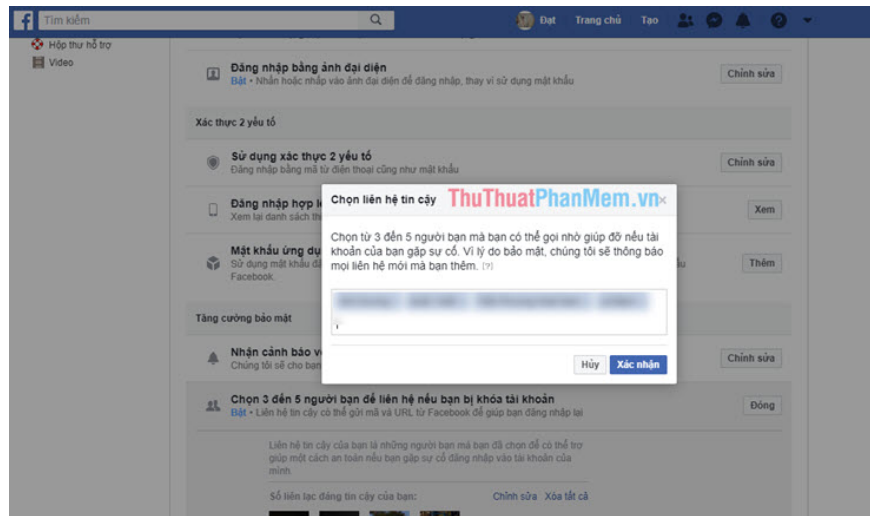 f Tìm kiếm Đạt Trang chủ Tạo
Hộp thư hỗ trợ
Video
Đăng nhập bằng ảnh đại diện
Bật • Nhấn hoặc nhấp vào ảnh đại diện để đăng nhập, thay vì sử dụng mật khẩu
Chỉnh sửa
Xác thực 2 yếu tố
Sử dụng xác thực 2 yếu tố
Đăng nhập bằng mã từ điện thoại cũng như mật khẩu
Chỉnh sửa
Đăng nhập hợp
Xem lại danh sách
Xem
Mật khẩu ứng
Sử dụng mật khẩu
Facebook.
Thêm
Chọn liên hệ tin cậy
ThuThuatPhanMem.vn
Chọn từ 3 đến 5 người bạn mà bạn có thể gọi nhờ giúp đỡ nếu tài
khoản của bạn gặp sự cố. Vì lý do bảo mật, chúng tôi sẽ thông báo
mọi liên hệ mới mà bạn thêm. [?]
Hủy Xác nhận
Tăng cường bảo mật
Nhận cảnh báo
Chúng tôi sẽ cho bạn
Chỉnh sửa
Chọn 3 đến 5 người bạn để liên hệ nếu bạn bị khóa tài khoản
Bật • Liên hệ tin cậy có thể gửi mã và URL từ Facebook để giúp bạn đăng nhập lại
Đóng
Liên hệ tin cậy của bạn là những người bạn mà bạn đã chọn để có thể trợ
giúp một cách an toàn nếu bạn gặp sự cố đăng nhập vào tài khoản của
mình.
Số liên lạc đáng tin cậy của bạn: Chỉnh sửa Xóa tất cả